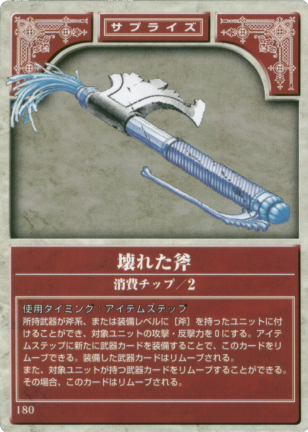 サプライズ
壊れた斧
消費チップ/2
使用タイミング アイテムステップ
所持武器が斧系、または装備レベルに[斧]を持ったユニットに付
けることができ、対象ユニットの攻撃・反撃力を0にする。アイテ
ムステップに新たに武器カードを装備することで、このカードをリ
ムーブできる。装備した武器カードはリムーブされる。
また、対象ユニットが持つ武器カードをリムーブすることができる。
その場合、このカードはリムーブされる。
180